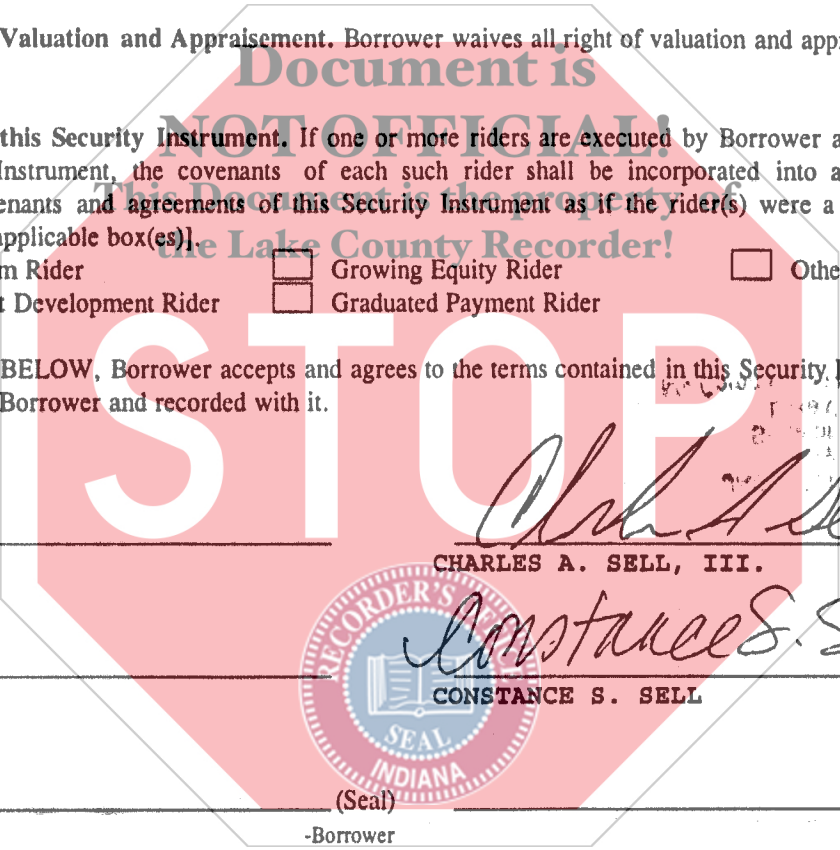 Valuation and Appraisement. Borrower waives all right of valuation and app
Document is
NOT OFFICIAL!
this Security Instrument. If one or more riders are executed by Borrower a
Instrument, the covenants of each such rider shall be incorporated into a
This Document is the property of
enants and agreements of this Security Instrument as if the rider(s) were a
applicable box(es)].
the Lake County Recorder!
m Rider Growing Equity Rider Othe
t Development Rider Graduated Payment Rider
STOP
BELOW, Borrower accepts and agrees to the terms contained in this Security
Borrower and recorded with it.
CHARLES A. SELL, III.
Constance S. S
CONSTANCE S. SELL
RECORDER'S
SEAL
INDIANA
(Seal)
-Borrower